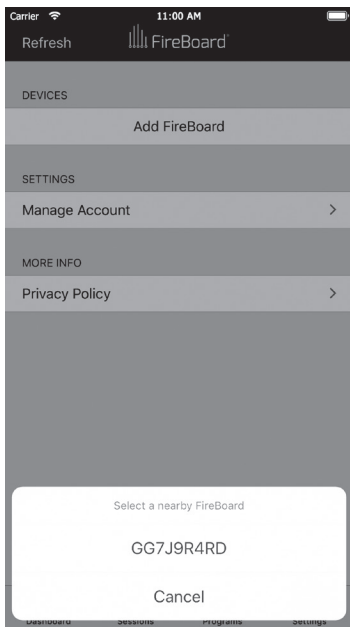 Carrier 11:00 AM
Refresh FireBoard
DEVICES
Add FireBoard
SETTINGS
Manage Account
MORE INFO
Privacy Policy
Select a nearby FireBoard
GG7J9R4RD
Cancel
Dashboard Sessions Programs Settings